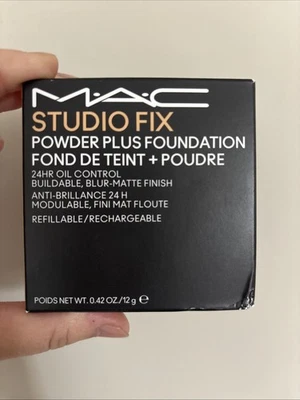 M·A·C
STUDIO FIX
POWDER PLUS FOUNDATION
FOND DE TEINT + POUDRE
24HR OIL CONTROL
BUILDABLE, BLUR-MATTE FINISH
ANTI-BRILLANCE 24 H
MODULABLE, FINI MAT FLOUTE
REFILLABLE/RECHARGEABLE
POIDS NET WT. 0.42 OZ./12 g ℮